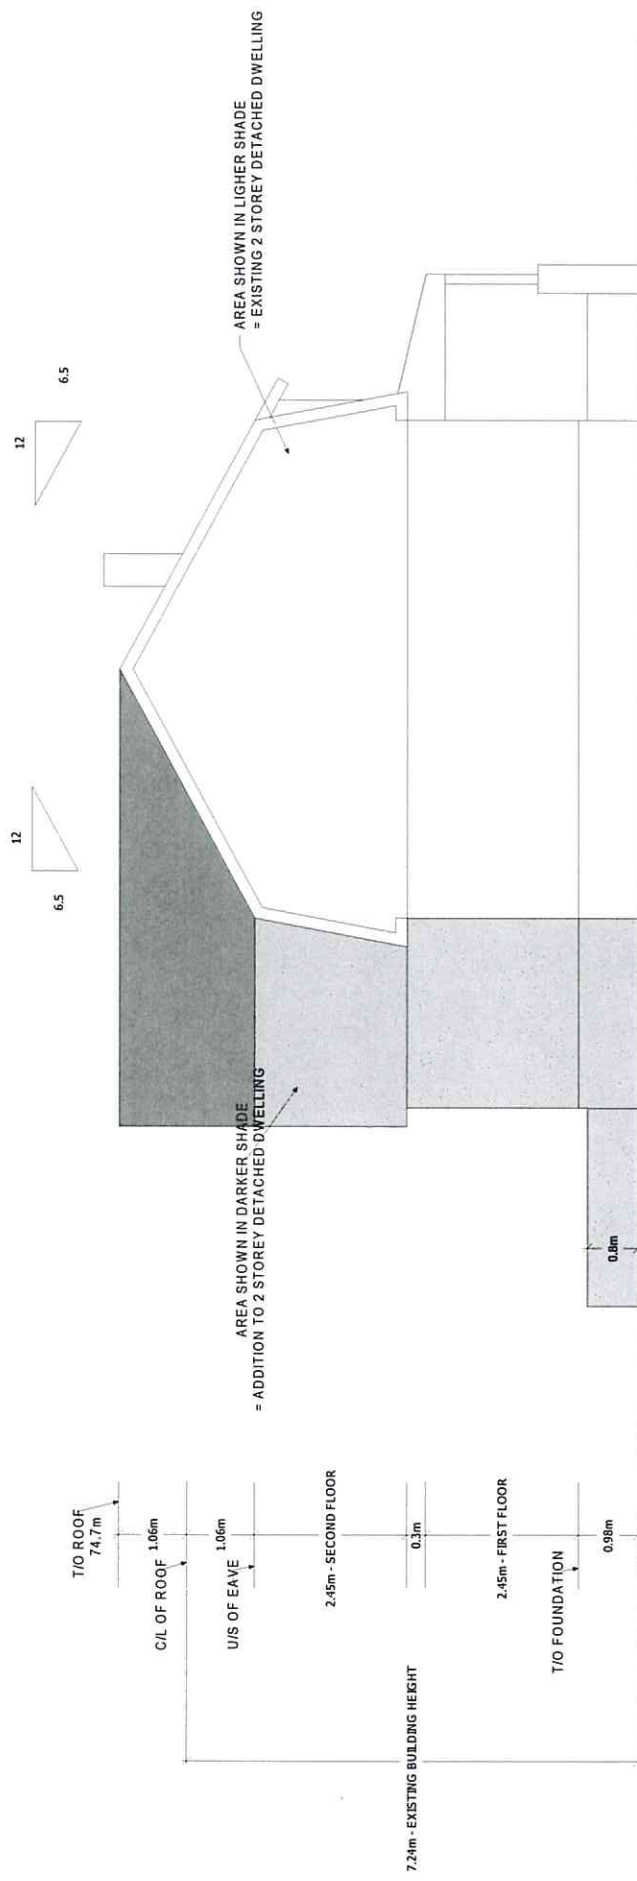 12
6.5
12
6.5
AREA SHOWN IN LIGHER SHADE
= EXISTING 2 STOREY DETACHED DWELLING
AREA SHOWN IN DARKER SHADE
= ADDITION TO 2 STOREY DETACHED DWELLING
0.8m
T/O ROOF
74.7m
1.06m
C/L OF ROOF
1.06m
U/S OF EAVE
2.45m - SECOND FLOOR
0.3m
2.45m - FIRST FLOOR
T/O FOUNDATION
0.98m
7.24m - EXISTING BUILDING HEIGHT